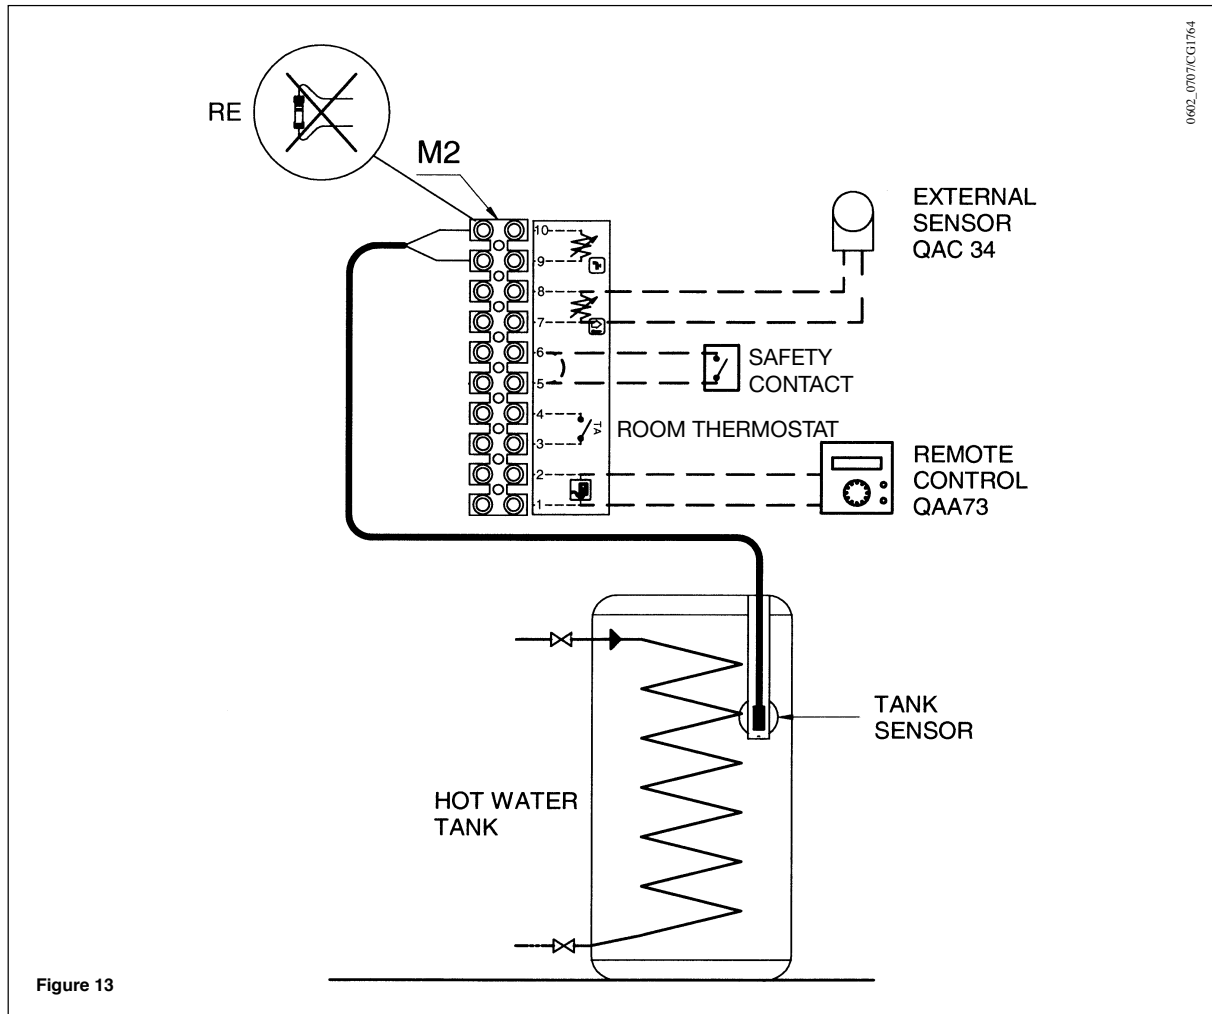 0602_0707/CG1764
RE
M2
EXTERNAL
SENSOR
QAC 34
10
9
8
7
6
5
4
3
2
1
SAFETY
CONTACT
TA
ROOM THERMOSTAT
REMOTE
CONTROL
QAA73
TANK
SENSOR
HOT WATER
TANK
Figure 13